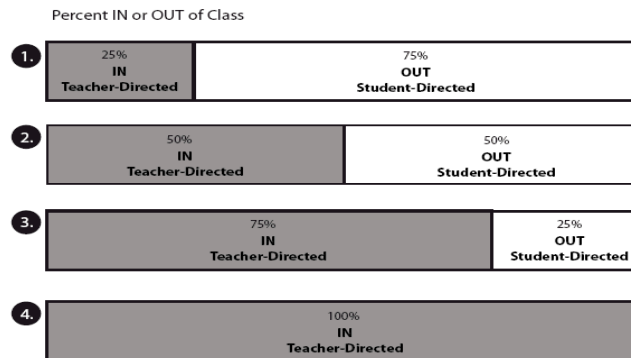 Percent IN or OUT of Class
1.
25%
IN
Teacher-Directed
75%
OUT
Student-Directed
2.
50%
IN
Teacher-Directed
50%
OUT
Student-Directed
3.
75%
IN
Teacher-Directed
25%
OUT
Student-Directed
4.
100%
IN
Teacher-Directed